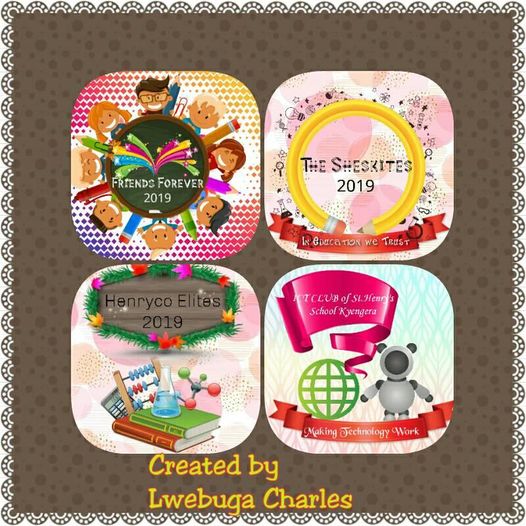 Friends Forever
2019
The Sheskites
2019
In Education we Trust
Henryco Elites
2019
ICT CLUB of St.Henry's
School Kyengera
Making Technology Work
Created by
Lwebuga Charles